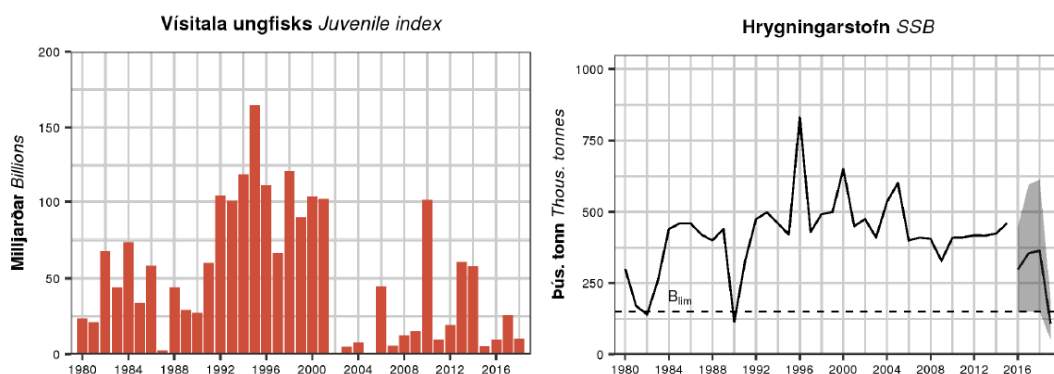 Vísitala ungfisks Juvenile index
Miljarðar Billions
200
150
100
50
0
1980 1984 1988 1992 1996 2000 2004 2008 2012 2016
Hrygningarstofn SSB
Þús. tonn Thous. tonnes
1000
750
500
250
0
Blim
1980 1984 1988 1992 1996 2000 2004 2008 2012 2016